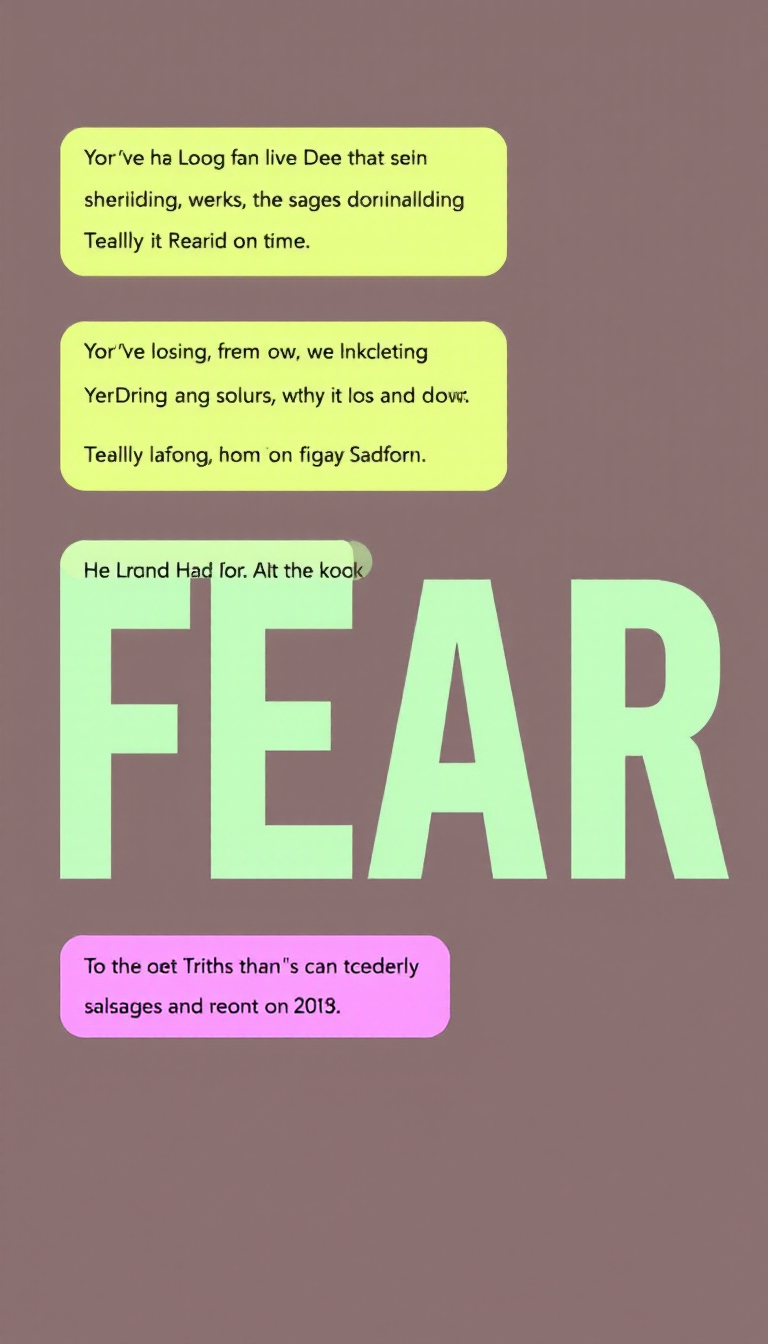 Yor've ha Loog fan live Dee that sein
sheriiding, werks, the sages doriinallding
Teallly it Rearid on time.
Yor've losing, frem ow, we Inkcleting
YerDring ang solurs, wthy it los and
Teallly lafong, hom on figay Sadforn.
He Lrand Had for. Alt the kook
FEAR
To the oet Triths than"s can tcederly
salsages and reont on 2013.